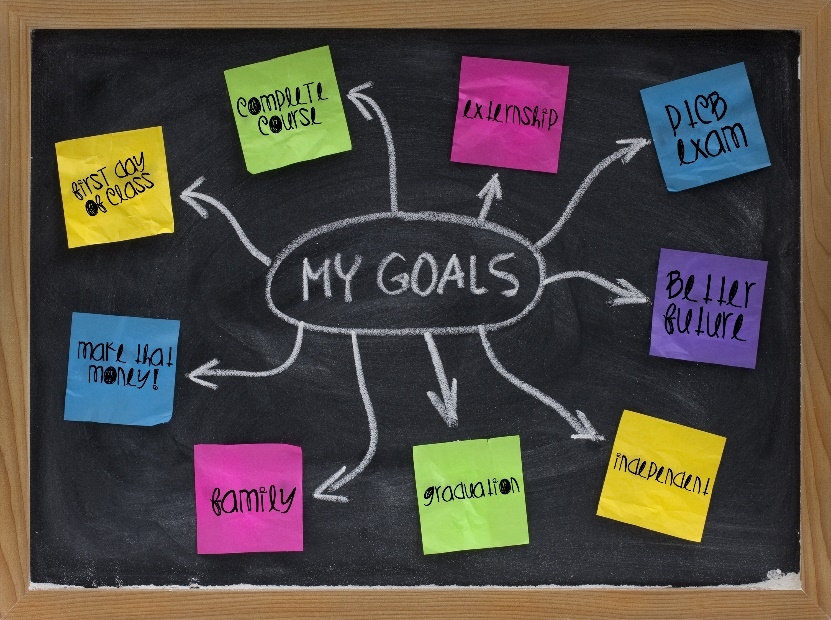 complete
course
externship
PTCB
exam
first day
of class
MY GOALS
Better
future
make that
money!
family
graduation
independent